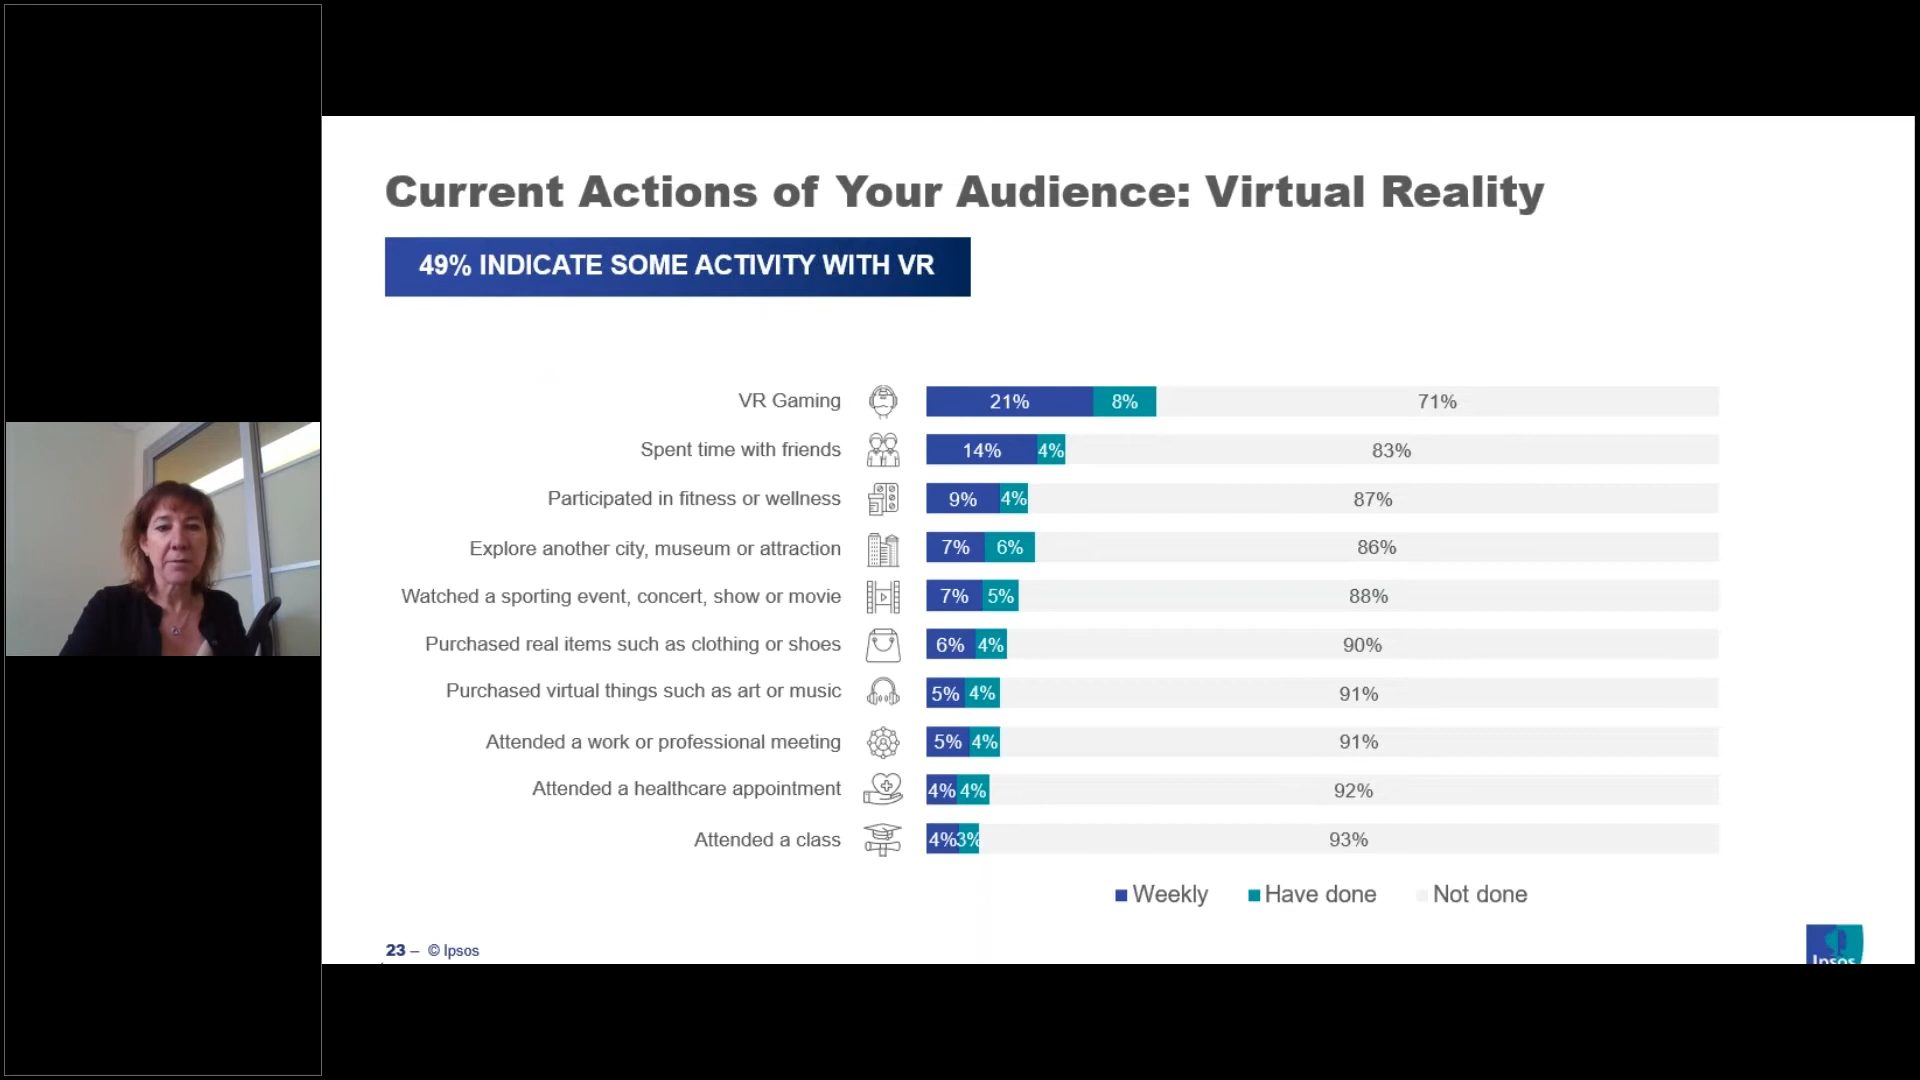 Current Actions of Your Audience: Virtual Reality
49% INDICATE SOME ACTIVITY WITH VR
VR Gaming 21% 8% 71%
Spent time with friends 14% 4% 83%
Participated in fitness or wellness 9% 4% 87%
Explore another city, museum or attraction 7% 6% 86%
Watched a sporting event, concert, show or movie 7% 5% 88%
Purchased real items such as clothing or shoes 6% 4% 90%
Purchased virtual things such as art or music 5% 4% 91%
Attended a work or professional meeting 5% 4% 91%
Attended a healthcare appointment 4% 4% 92%
Attended a class 4% 3% 93%
Weekly Have done Not done
23 – © Ipsos
Ipsos